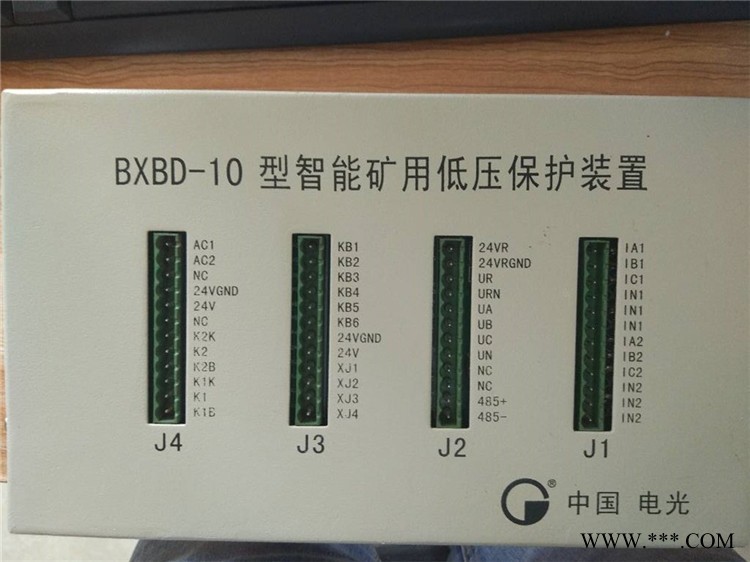 BXBD-10 型智能矿用低压保护装置
AC1
AC2
NC
24VGND
24V
NC
K2K
K2
K2B
K1K
K1
K1B
J4
KB1
KB2
KB3
KB4
KB5
KB6
24VGND
24V
XJ1
XJ2
XJ3
XJ4
J3
24VR
24VRGND
UR
URN
UA
UB
UC
UN
NC
NC
485+
485-
J2
IA1
IB1
IC1
IN1
IN1
IN1
IA2
IB2
IC2
IN2
IN2
IN2
J1
® 中国 电光
WWW.***.COM